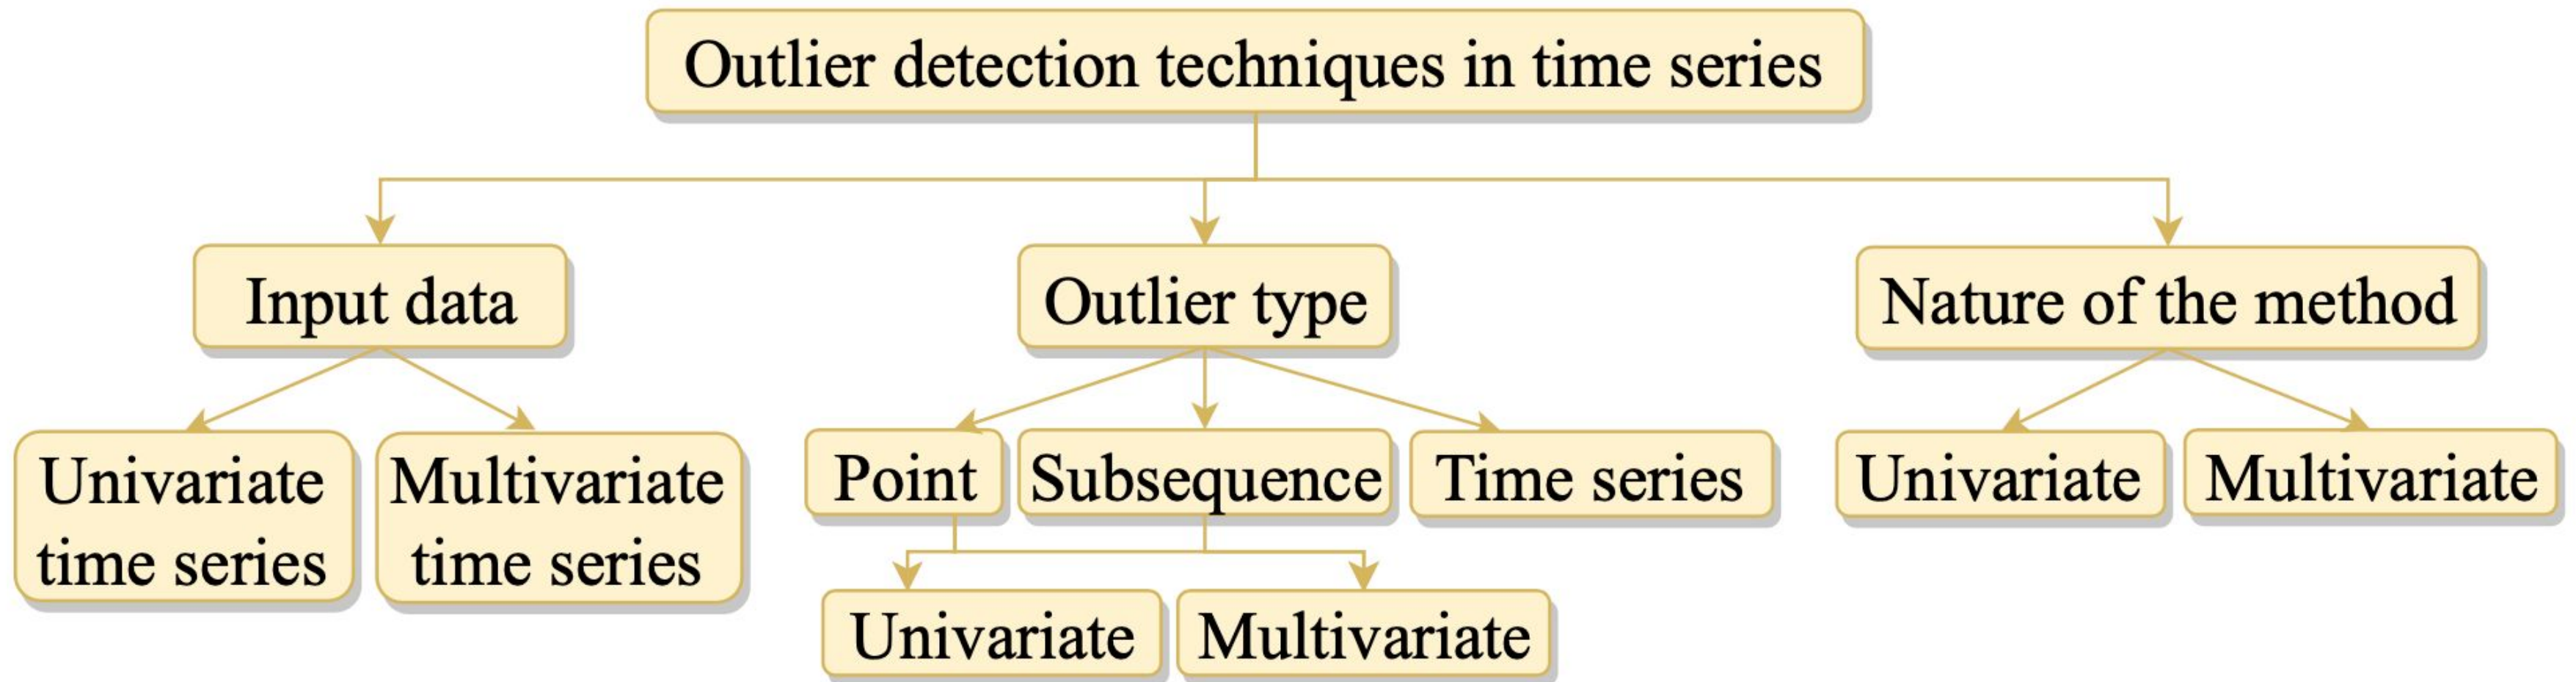 Outlier detection techniques in time series
Input data
Outlier type
Nature of the method
Univariate
time series
Multivariate
time series
Point
Subsequence
Time series
Univariate
Multivariate
Univariate
Multivariate